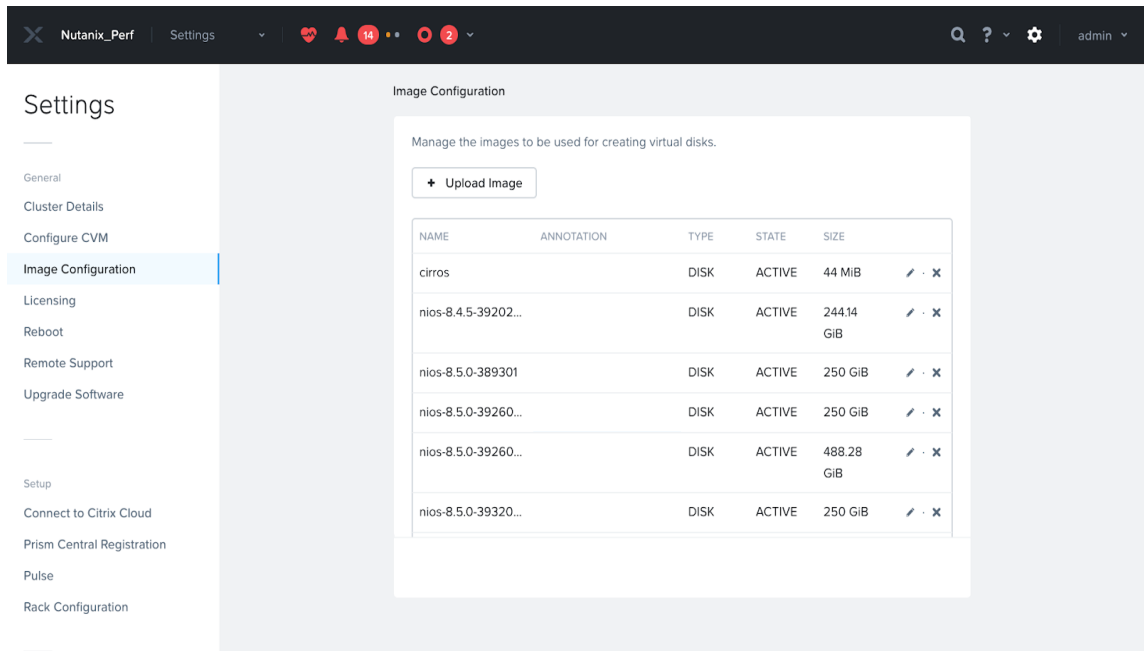 Nutanix_Perf Settings 14 2 ? admin
Settings
General
Cluster Details
Configure CVM
Image Configuration
Licensing
Reboot
Remote Support
Upgrade Software
Setup
Connect to Citrix Cloud
Prism Central Registration
Pulse
Rack Configuration
Image Configuration
Manage the images to be used for creating virtual disks.
+ Upload Image
NAME ANNOTATION TYPE STATE SIZE
cirros DISK ACTIVE 44 MiB
nios-8.4.5-39202... DISK ACTIVE 244.14
GiB
nios-8.5.0-389301 DISK ACTIVE 250 GiB
nios-8.5.0-39260... DISK ACTIVE 250 GiB
nios-8.5.0-39260... DISK ACTIVE 488.28
GiB
nios-8.5.0-39320... DISK ACTIVE 250 GiB